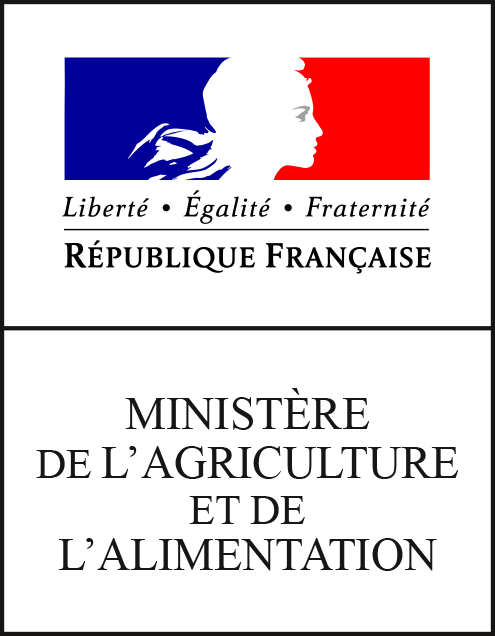 Liberté • Égalité • Fraternité
RÉPUBLIQUE FRANÇAISE
MINISTÈRE
DE L’AGRICULTURE
ET DE
L’ALIMENTATION